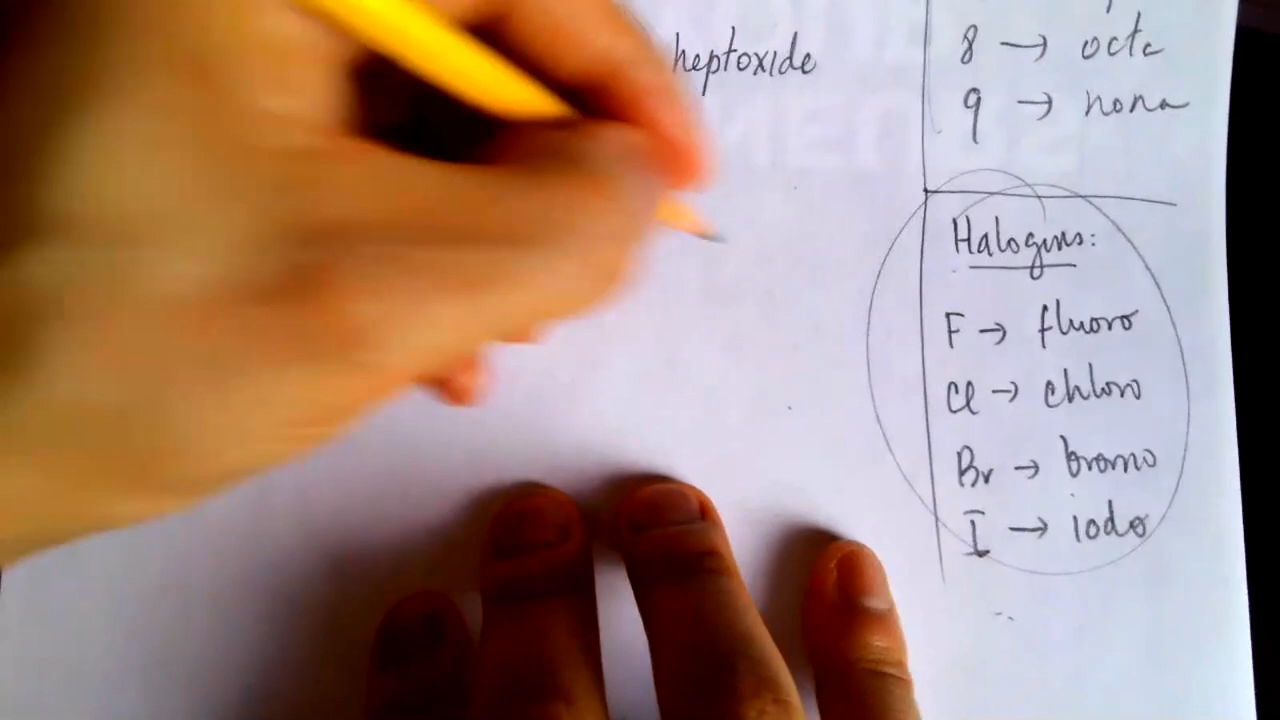 heptoxide
8 → octa
9 → nona
Halogens:
F → fluoro
Cl → chloro
Br → bromo
I → iodo